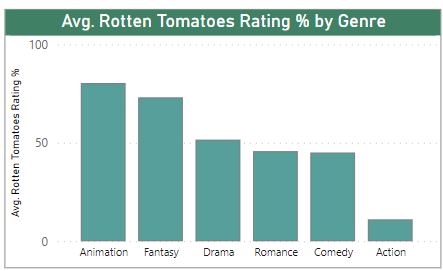 Avg. Rotten Tomatoes Rating % by Genre
Avg. Rotten Tomatoes Rating %
100
50
0
Animation Fantasy Drama Romance Comedy Action